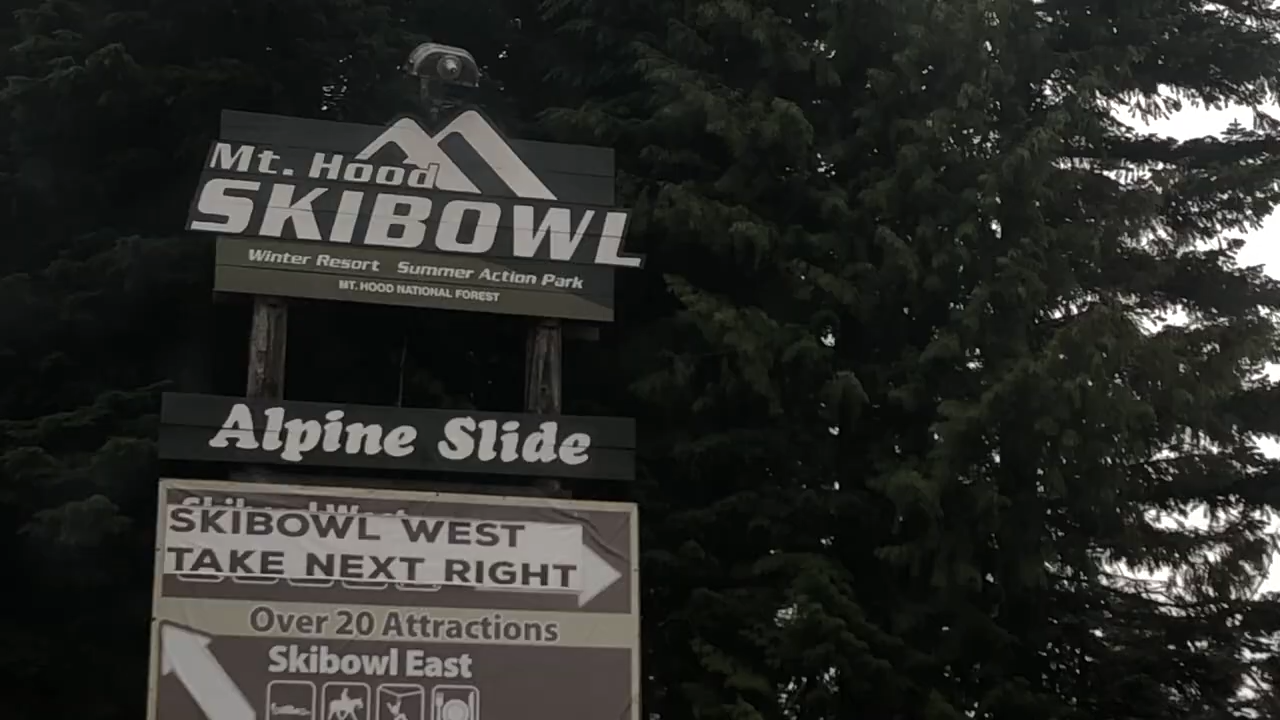 Mt. Hood
SKIBOWL
Winter Resort Summer Action Park
MT. HOOD NATIONAL FOREST
Alpine Slide
SKIBOWL WEST
TAKE NEXT RIGHT
Over 20 Attractions
Skibowl East